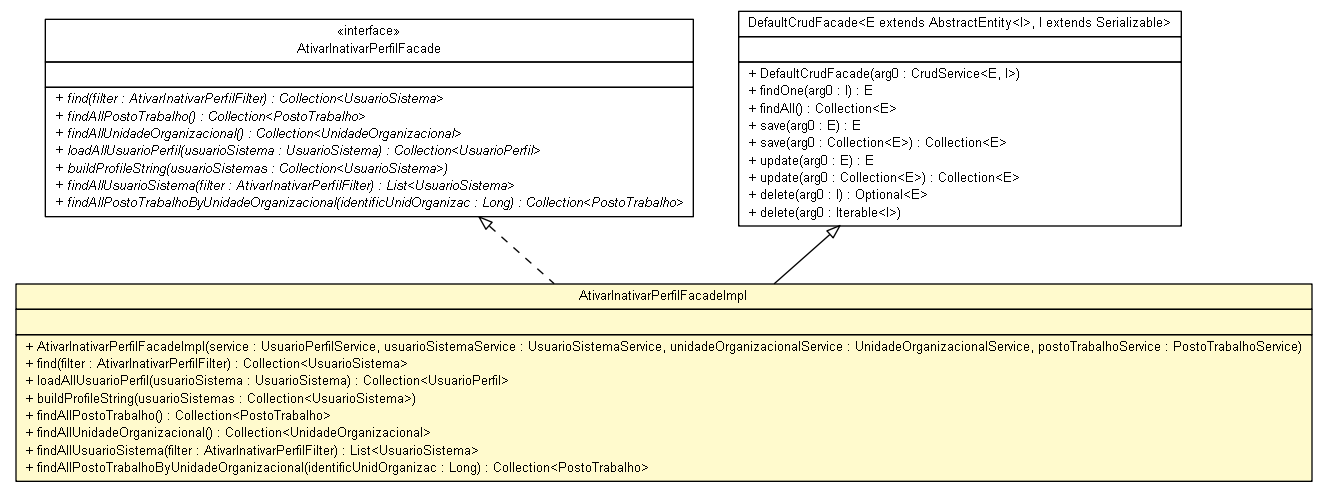 «interface»
AtivarInativarPerfilFacade
+ find(filter : AtivarInativarPerfilFilter) : Collection<UsuarioSistema>
+ findAllPostoTrabalho() : Collection<PostoTrabalho>
+ findAllUnidadeOrganizacional() : Collection<UnidadeOrganizacional>
+ loadAllUsuarioPerfil(usuarioSistema : UsuarioSistema) : Collection<UsuarioPerfil>
+ buildProfileString(usuarioSistemas : Collection<UsuarioSistema>)
+ findAllUsuarioSistema(filter : AtivarInativarPerfilFilter) : List<UsuarioSistema>
+ findAllPostoTrabalhoByUnidadeOrganizacional(identificUnidOrganizac : Long) : Collection<PostoTrabalho>
DefaultCrudFacade<E extends AbstractEntity<I>, I extends Serializable>
+ DefaultCrudFacade(arg0 : CrudService<E, I>)
+ findOne(arg0 : I) : E
+ findAll() : Collection<E>
+ save(arg0 : E) : E
+ save(arg0 : Collection<E>) : Collection<E>
+ update(arg0 : E) : E
+ update(arg0 : Collection<E>) : Collection<E>
+ delete(arg0 : I) : Optional<E>
+ delete(arg0 : Iterable<I>)
AtivarInativarPerfilFacadeImpl
+ AtivarInativarPerfilFacadeImpl(service : UsuarioPerfilService, usuarioSistemaService : UsuarioSistemaService, unidadeOrganizacionalService : UnidadeOrganizacionalService, postoTrabalhoService : PostoTrabalhoService)
+ find(filter : AtivarInativarPerfilFilter) : Collection<UsuarioSistema>
+ loadAllUsuarioPerfil(usuarioSistema : UsuarioSistema) : Collection<UsuarioPerfil>
+ buildProfileString(usuarioSistemas : Collection<UsuarioSistema>)
+ findAllPostoTrabalho() : Collection<PostoTrabalho>
+ findAllUnidadeOrganizacional() : Collection<UnidadeOrganizacional>
+ findAllUsuarioSistema(filter : AtivarInativarPerfilFilter) : List<UsuarioSistema>
+ findAllPostoTrabalhoByUnidadeOrganizacional(identificUnidOrganizac : Long) : Collection<PostoTrabalho>